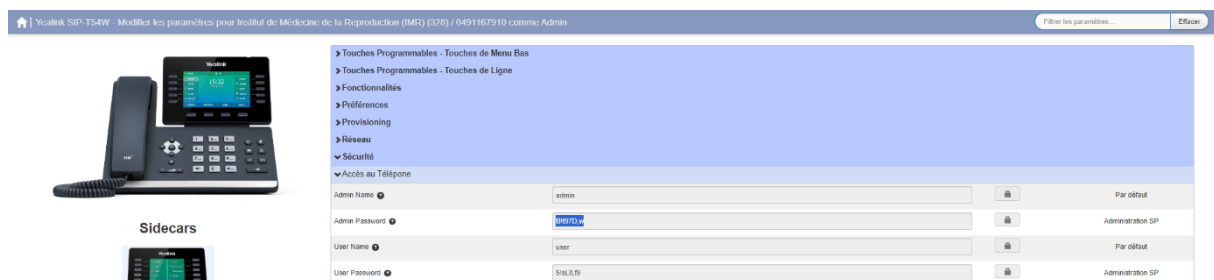 Yealink SIP-T54W - Modifier les paramètres pour Institut de Médecine de la Reproduction (IMR) (328) / 0491167910 comme Admin
Filtrer les paramètres...
Effacer
Yealink
15:32
Touches Programmables - Touches de Menu Bas
Touches Programmables - Touches de Ligne
Fonctionnalités
Préférences
Provisioning
Réseau
Sécurité
Accès au Télépone
Admin Name
admin
Par défaut
Admin Password
Administration SP
User Name
user
Par défaut
User Password
Administration SP
Sidecars
Yealink